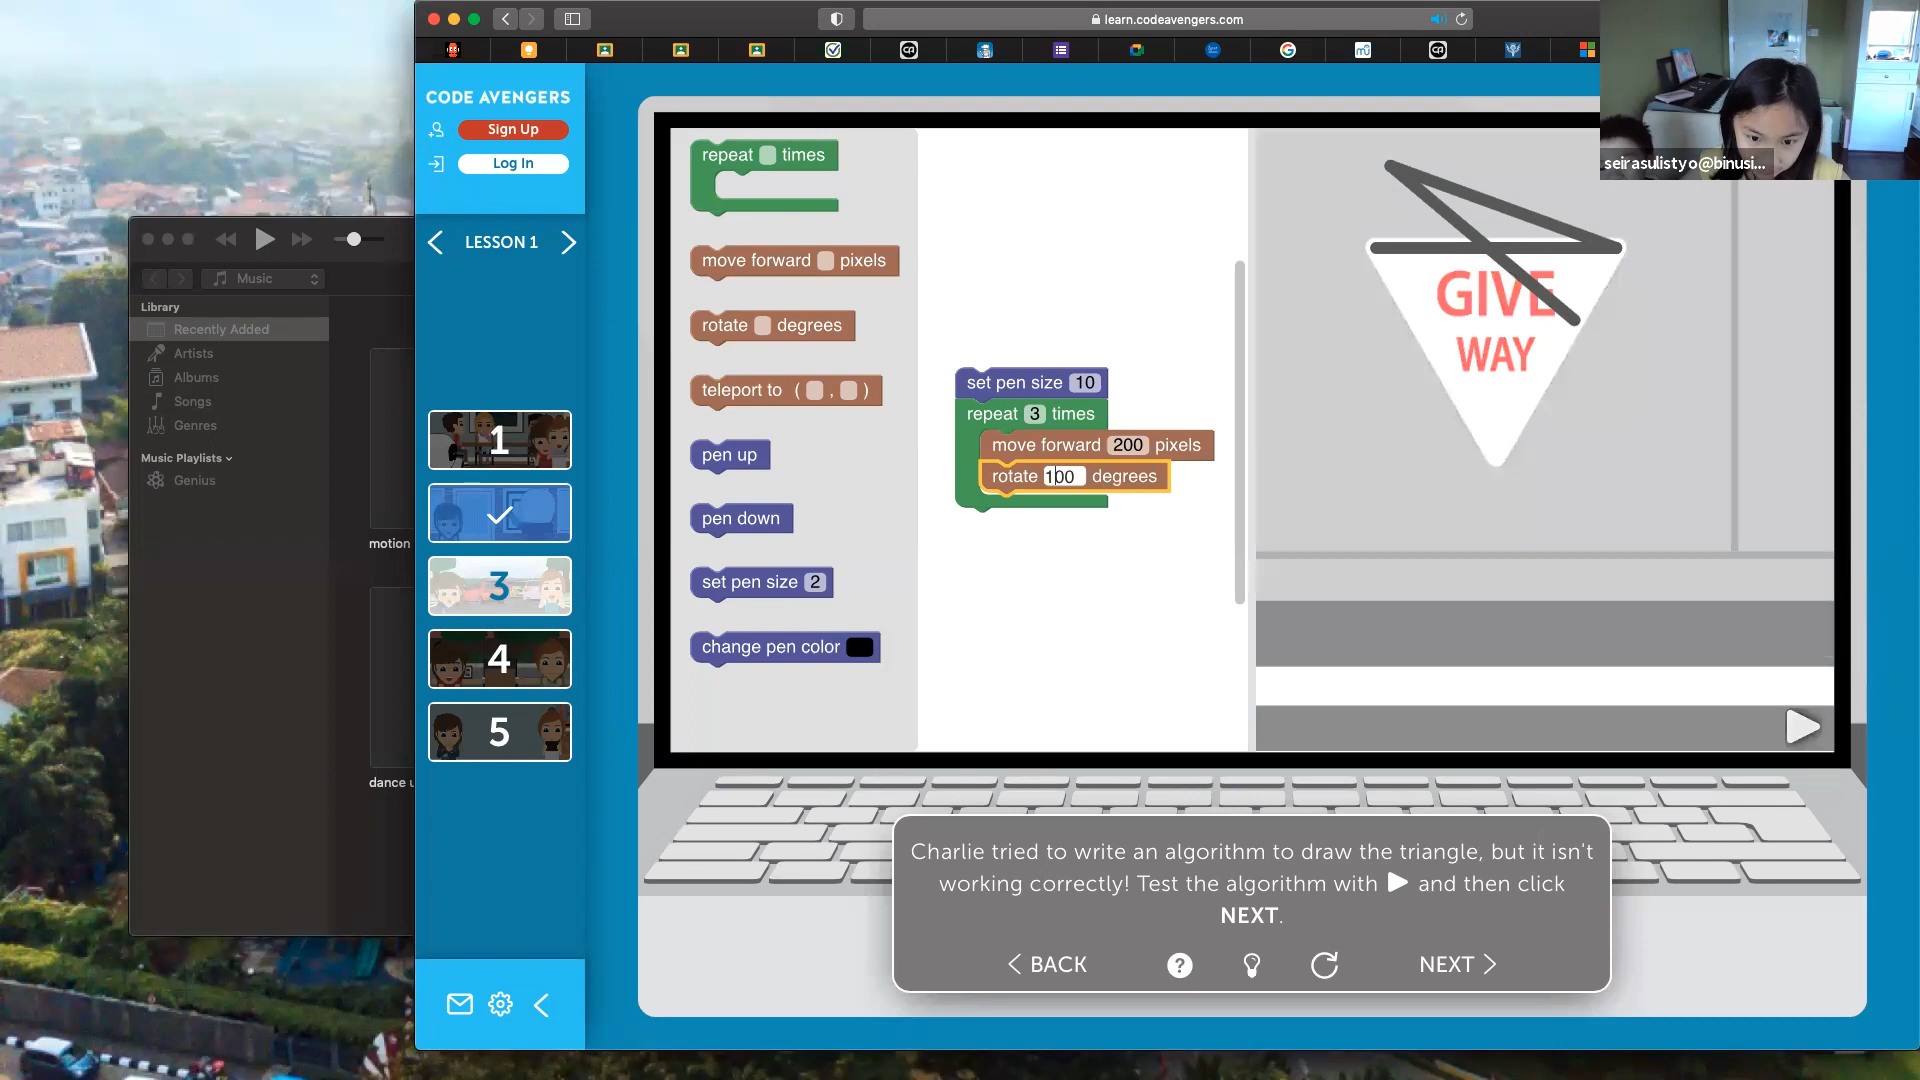 learn.codeavengers.com
CODE AVENGERS
Sign Up
Log In
LESSON 1
1
3
4
5
Music
Library
Recently Added
Artists
Albums
Songs
Genres
Music Playlists
Genius
motion
dance u
repeat times
move forward pixels
rotate degrees
teleport to ( , )
pen up
pen down
set pen size 2
change pen color
set pen size 10
repeat 3 times
move forward 200 pixels
rotate 100 degrees
GIVE
WAY
seirasulistyo@binusi...
Charlie tried to write an algorithm to draw the triangle, but it isn't
working correctly! Test the algorithm with and then click
NEXT.
BACK
?
NEXT